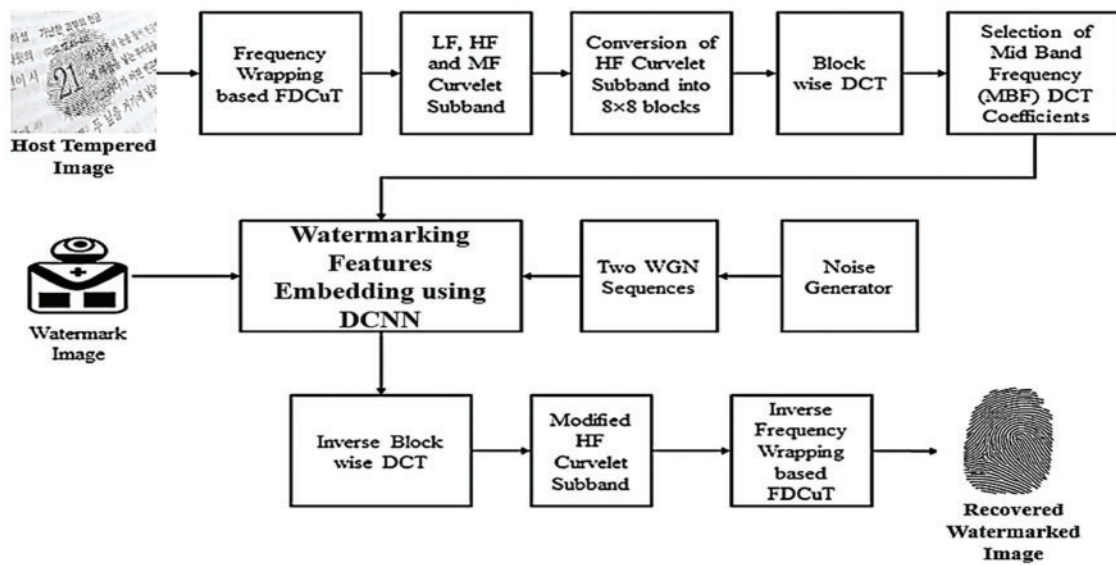 21
Host Tempered
Image
Frequency
Wrapping
based FDCuT
LF, HF
and MF
Curvelet
Subband
Conversion of
HF Curvelet
Subband into
8×8 blocks
Block
wise DCT
Selection of
Mid Band
Frequency
(MBF) DCT
Coefficients
Watermark
Image
Watermarking
Features
Embedding using
DCNN
Two WGN
Sequences
Noise
Generator
Inverse Block
wise DCT
Modified
HF
Curvelet
Subband
Inverse
Frequency
Wrapping
based
FDCuT
Recovered
Watermarked
Image